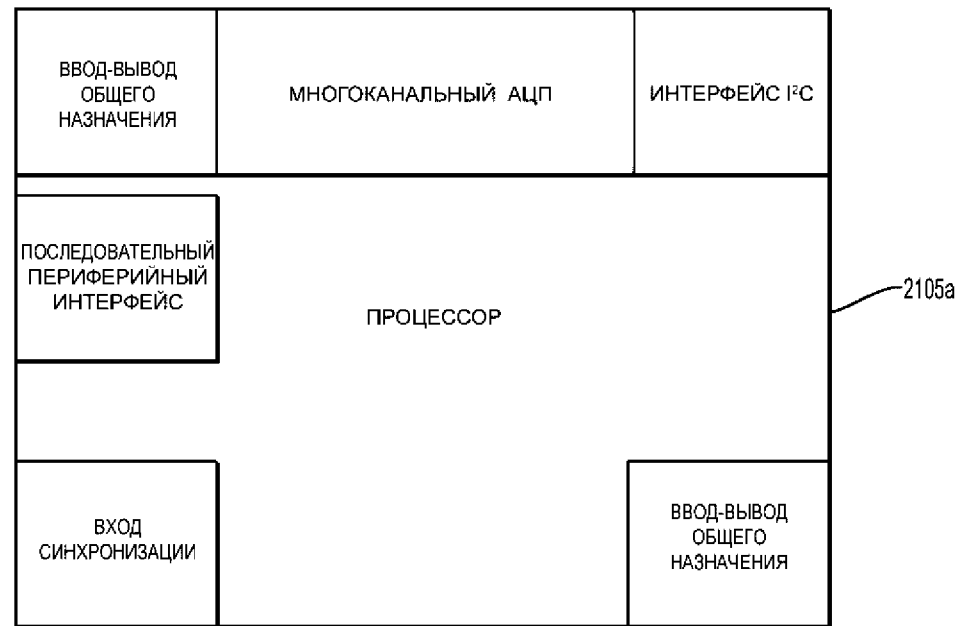 ВВОД-ВЫВОД
ОБЩЕГО
НАЗНАЧЕНИЯ
МНОГОКАНАЛЬНЫЙ АЦП
ИНТЕРФЕЙС I²C
ПОСЛЕДОВАТЕЛЬНЫЙ
ПЕРИФЕРИЙНЫЙ
ИНТЕРФЕЙС
ПРОЦЕССОР
2105a
ВХОД
СИНХРОНИЗАЦИИ
ВВОД-ВЫВОД
ОБЩЕГО
НАЗНАЧЕНИЯ